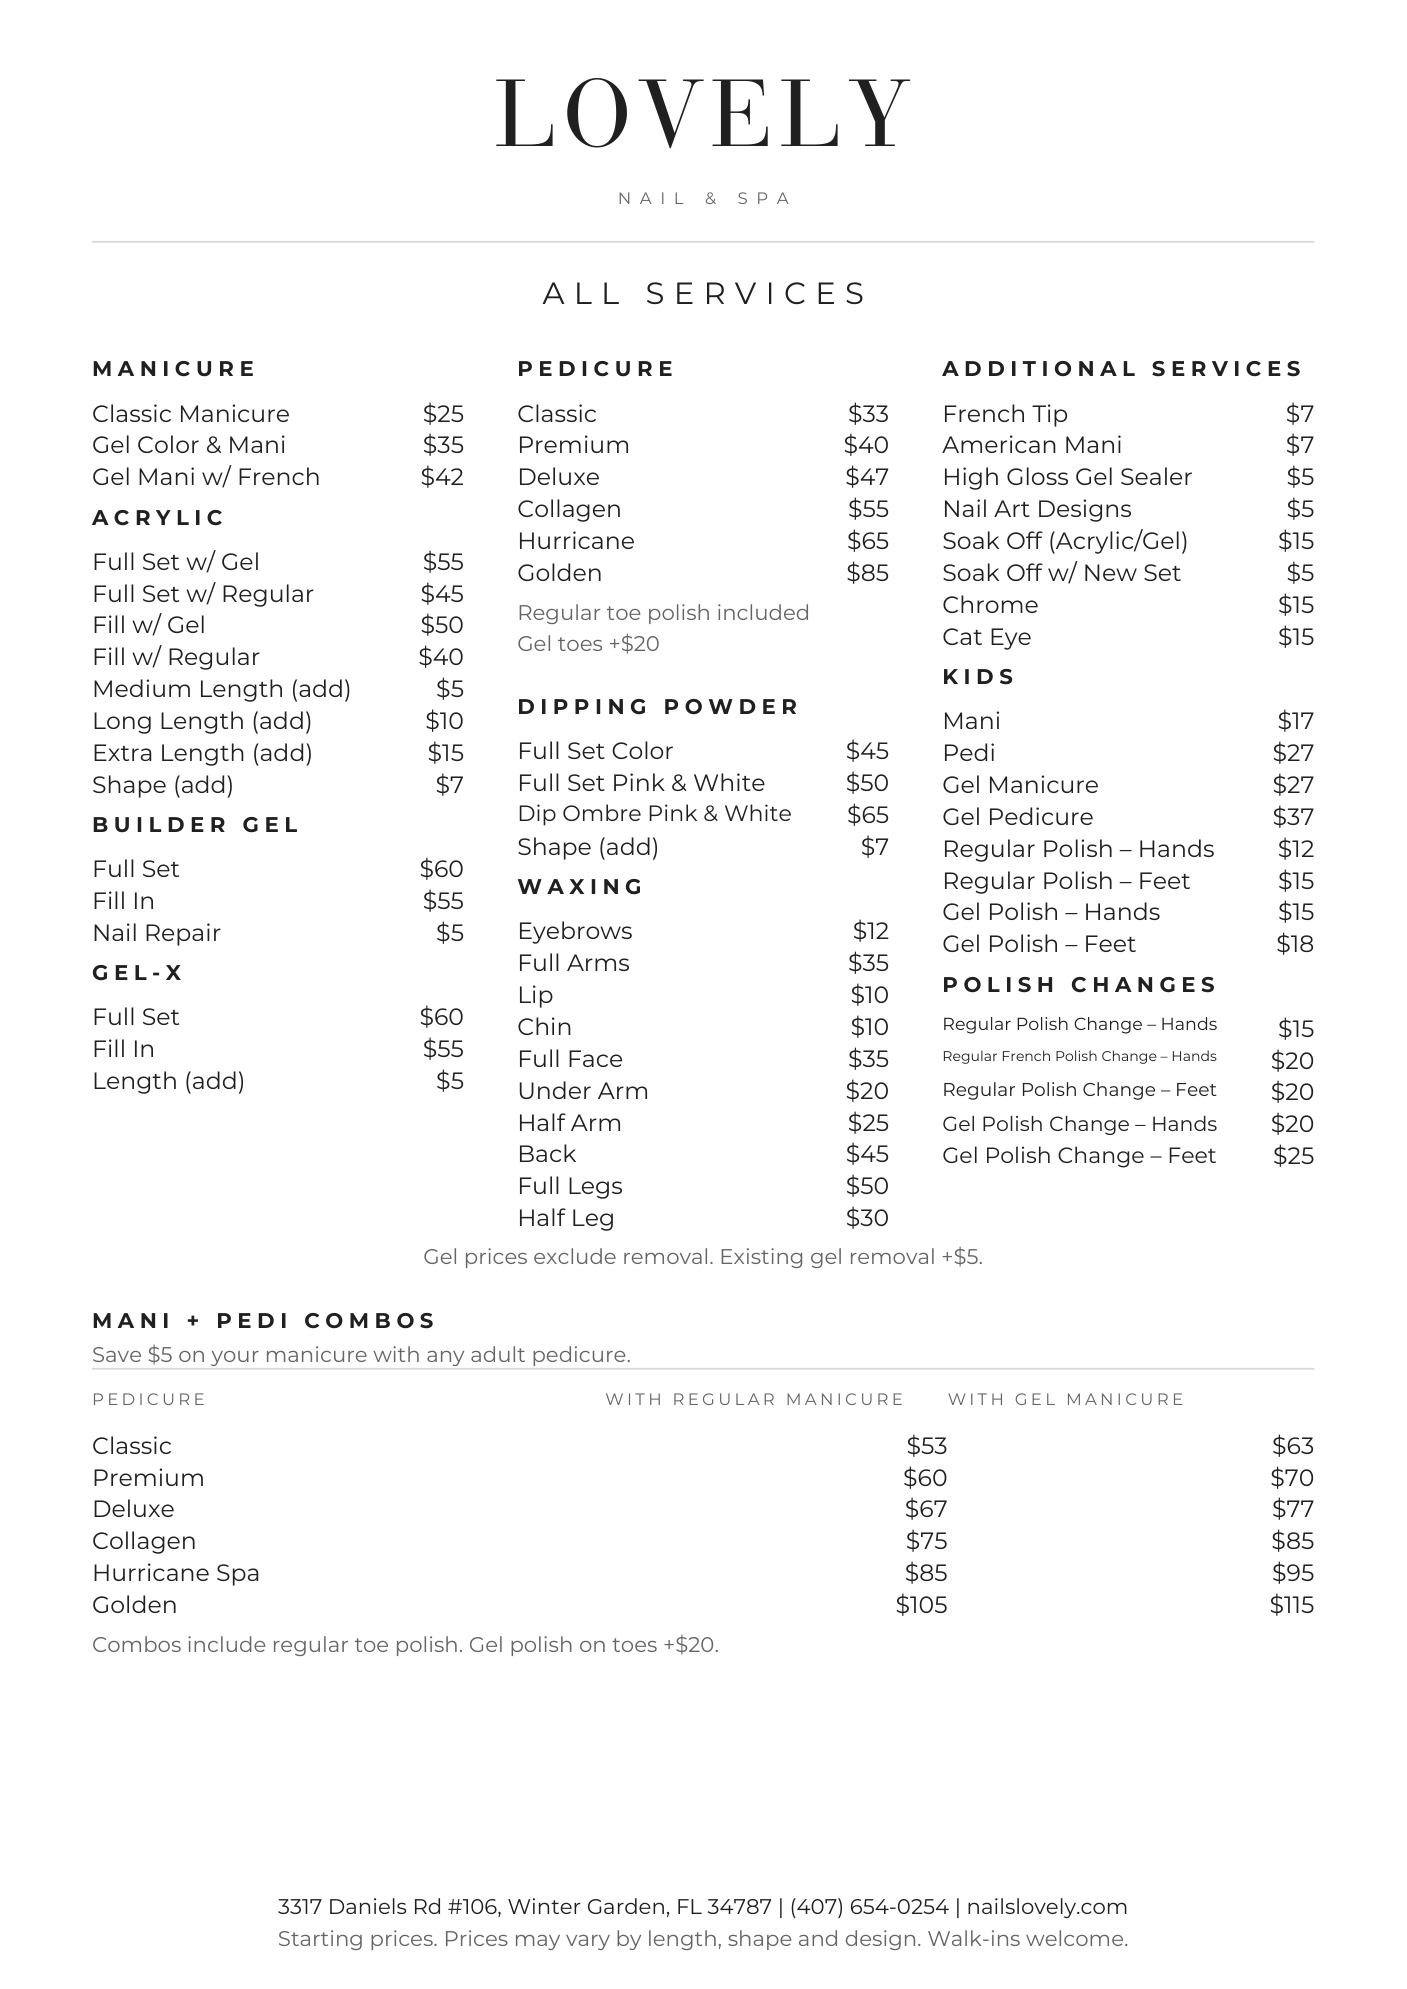 LOVELY
NAIL & SPA
ALL SERVICES
MANICURE
Classic Manicure $25
Gel Color & Mani $35
Gel Mani w/ French $42
ACRYLIC
Full Set w/ Gel $55
Full Set w/ Regular $45
Fill w/ Gel $50
Fill w/ Regular $40
Medium Length (add) $5
Long Length (add) $10
Extra Length (add) $15
Shape (add) $7
BUILDER GEL
Full Set $60
Fill In $55
Nail Repair $5
GEL-X
Full Set $60
Fill In $55
Length (add) $5
PEDICURE
Classic $33
Premium $40
Deluxe $47
Collagen $55
Hurricane $65
Golden $85
Regular toe polish included
Gel toes +$20
DIPPING POWDER
Full Set Color $45
Full Set Pink & White $50
Dip Ombre Pink & White $65
Shape (add) $7
WAXING
Eyebrows $12
Full Arms $35
Lip $10
Chin $10
Full Face $35
Under Arm $20
Half Arm $25
Back $45
Full Legs $50
Half Leg $30
ADDITIONAL SERVICES
French Tip $7
American Mani $7
High Gloss Gel Sealer $5
Nail Art Designs $5
Soak Off (Acrylic/Gel) $15
Soak Off w/ New Set $5
Chrome $15
Cat Eye $15
KIDS
Mani $17
Pedi $27
Gel Manicure $27
Gel Pedicure $37
Regular Polish – Hands $12
Regular Polish – Feet $15
Gel Polish – Hands $15
Gel Polish – Feet $18
POLISH CHANGES
Regular Polish Change – Hands $15
Regular French Polish Change – Hands $20
Regular Polish Change – Feet $20
Gel Polish Change – Hands $20
Gel Polish Change – Feet $25
Gel prices exclude removal. Existing gel removal +$5.
MANI + PEDI COMBOS
Save $5 on your manicure with any adult pedicure.
PEDICURE WITH REGULAR MANICURE WITH GEL MANICURE
Classic $53 $63
Premium $60 $70
Deluxe $67 $77
Collagen $75 $85
Hurricane Spa $85 $95
Golden $105 $115
Combos include regular toe polish. Gel polish on toes +$20.
3317 Daniels Rd #106, Winter Garden, FL 34787 | (407) 654-0254 | nailslovely.com
Starting prices. Prices may vary by length, shape and design. Walk-ins welcome.